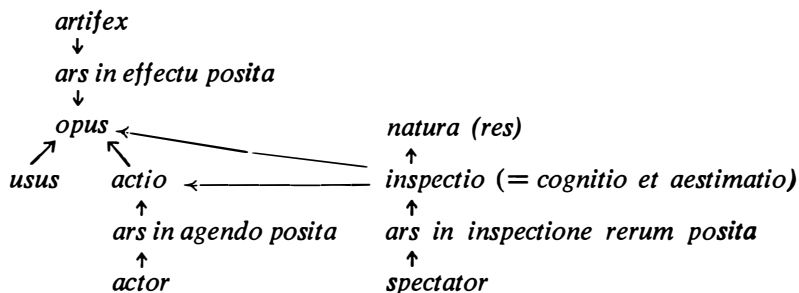 artifex
ars in effectu posita
opus natura (res)
usus actio inspectio (= cognitio et aestimatio)
ars in agendo posita ars in inspectione rerum posita
actor spectator